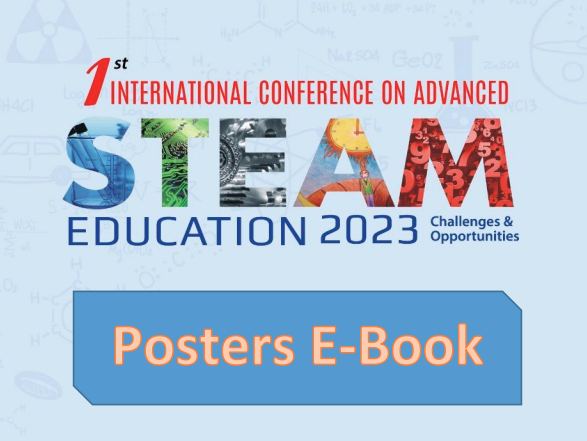 1st
INTERNATIONAL CONFERENCE ON ADVANCED
STEAM
EDUCATION 2023 Challenges &
Opportunities
Posters E-Book